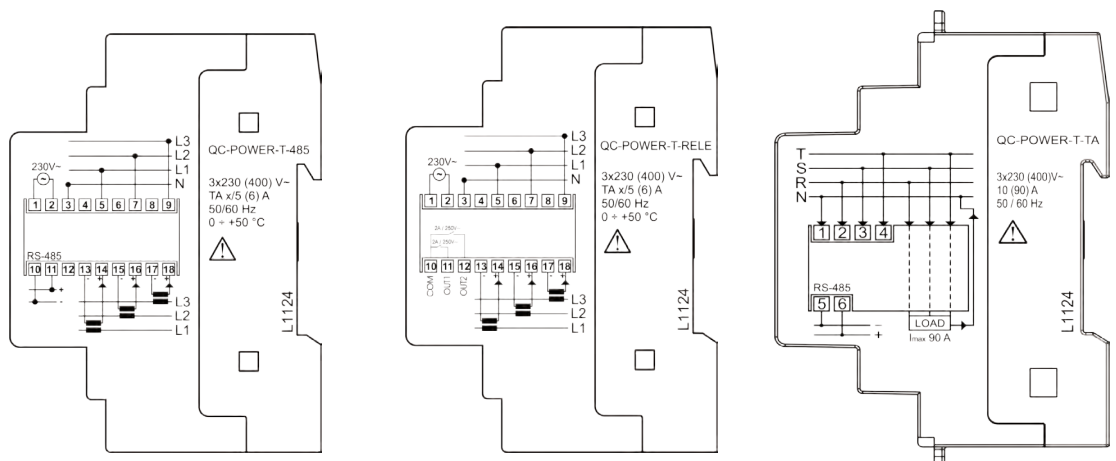 L3
L2
L1
N
230V~
1 2 3 4 5 6 7 8 9
RS-485
10 11 12 13 14 15 16 17 18
- + - + - +
+
-
L3
L2
L1
QC-POWER-T-485
3x230 (400) V~
TA x/5 (6) A
50/60 Hz
0 ÷ +50 °C
L1124
L3
L2
L1
N
230V~
1 2 3 4 5 6 7 8 9
2A / 250V~
2A / 250V~
10 11 12 13 14 15 16 17 18
COM
OUT1
OUT2
- + - + - +
L3
L2
L1
QC-POWER-T-RELE
3x230 (400) V~
TA x/5 (6) A
50/60 Hz
0 ÷ +50 °C
L1124
T
S
R
N
1 2 3 4
RS-485
5 6
-
+
LOAD
Imax 90 A
QC-POWER-T-TA
3x230 (400)V~
10 (90) A
50 / 60 Hz
L1124